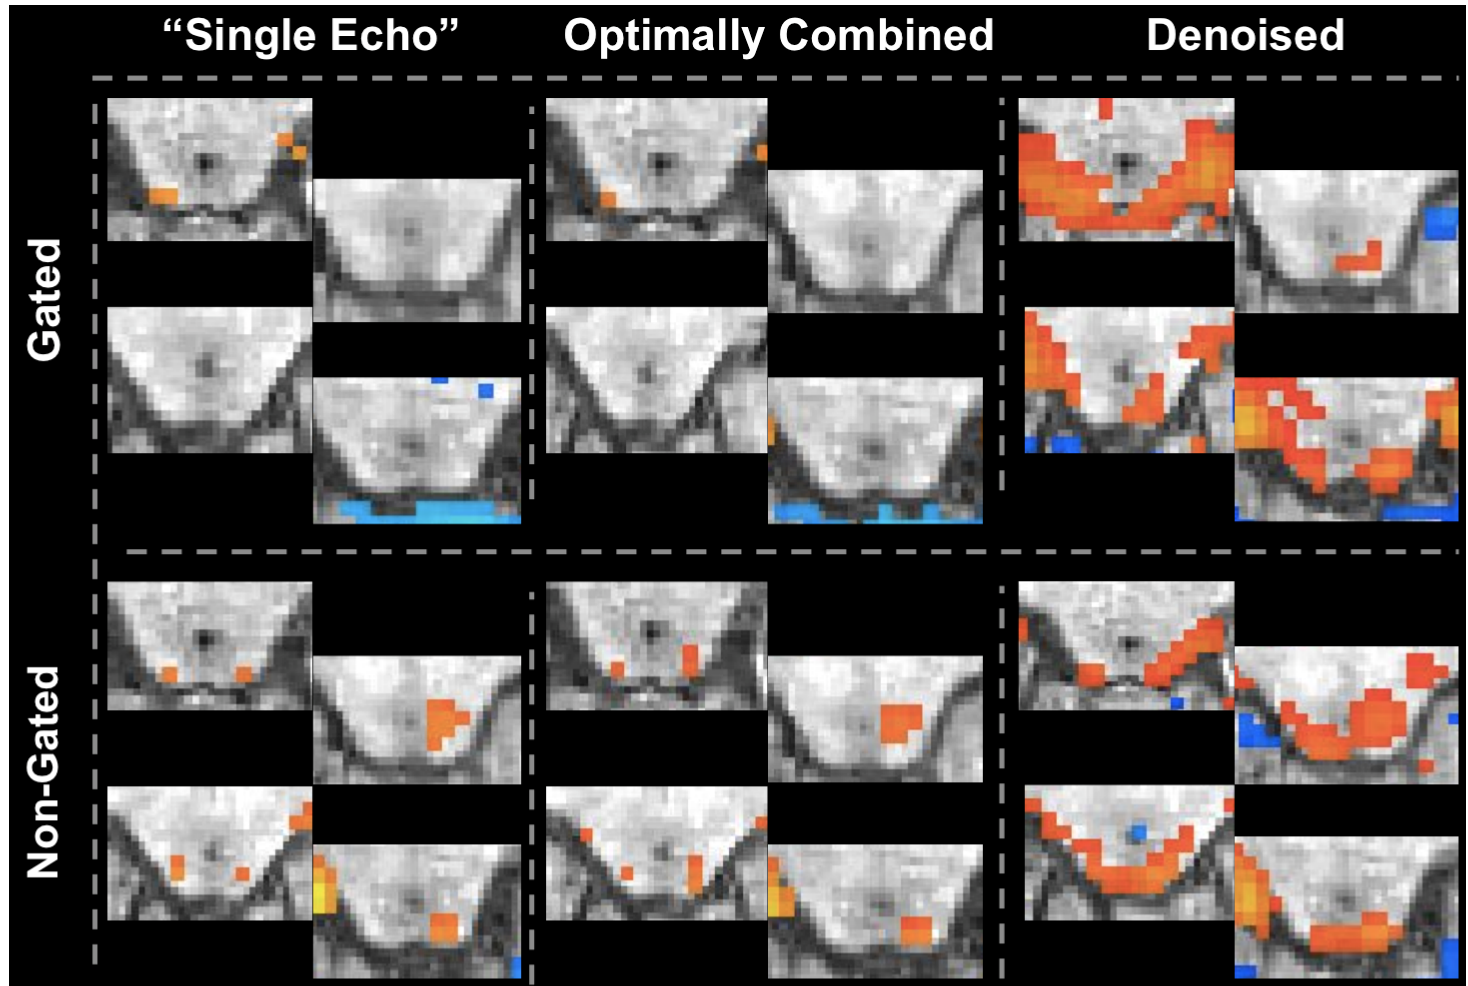 “Single Echo”
Optimally Combined
Denoised
Gated
Non-Gated